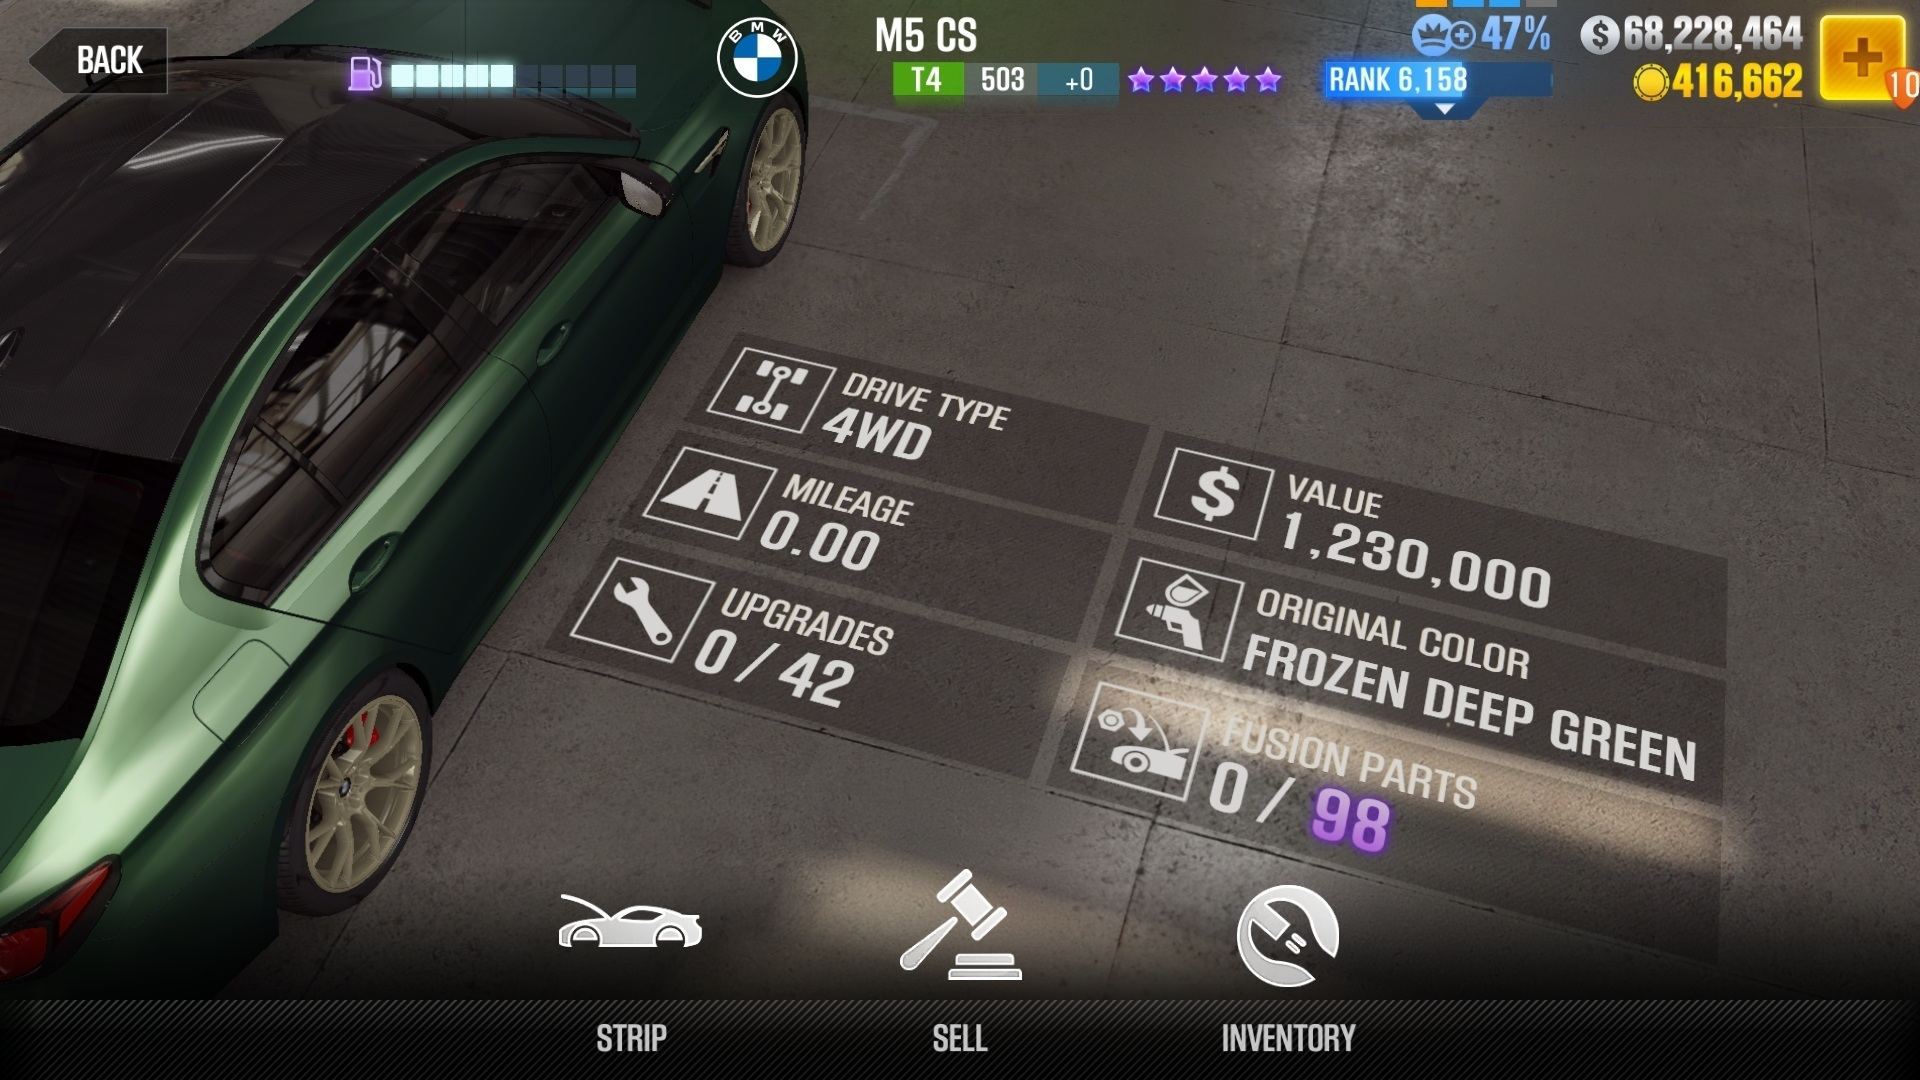 BACK
BMW
M5 CS
T4 503 +0
47%
RANK 6,158
68,228,464
416,662
10
DRIVE TYPE
4WD
MILEAGE
0.00
UPGRADES
0 / 42
VALUE
1,230,000
ORIGINAL COLOR
FROZEN DEEP GREEN
FUSION PARTS
0 / 98
STRIP
SELL
INVENTORY